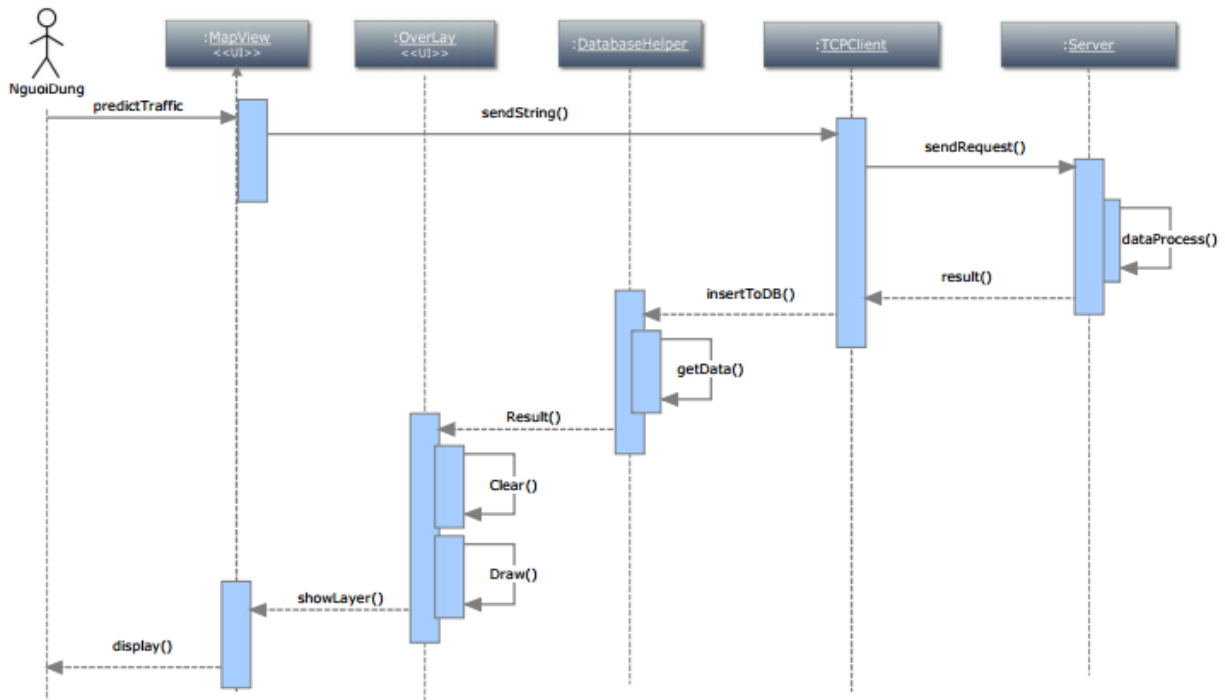 :MapView
<<UI>>
:OverLay
<<UI>>
:DatabaseHelper
:TCPClient
:Server
NguoiDung
predictTraffic
sendString()
sendRequest()
dataProcess()
result()
insertToDB()
getData()
Result()
Clear()
Draw()
showLayer()
display()